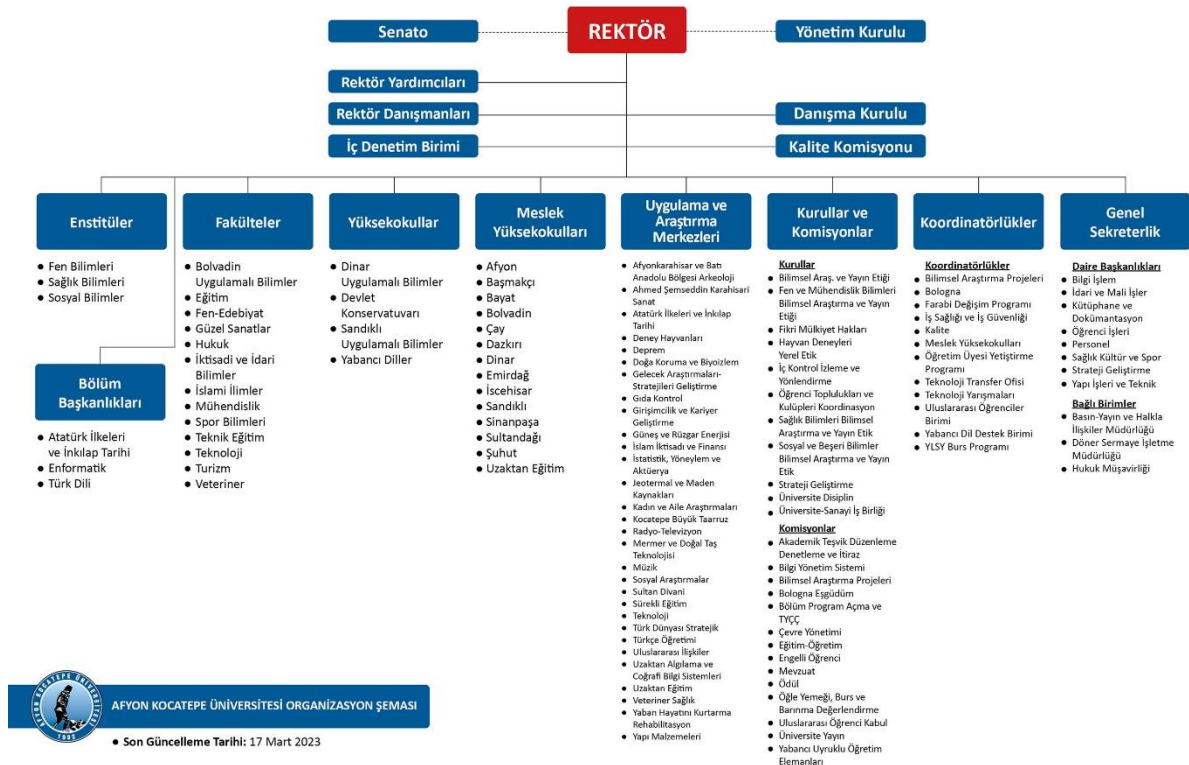 Senato
REKTÖR
Yönetim Kurulu
Rektör Yardımcıları
Rektör Danışmanları
Danışma Kurulu
İç Denetim Birimi
Kalite Komisyonu
Enstitüler
● Fen Bilimleri
● Sağlık Bilimleri
● Sosyal Bilimler
Bölüm
Başkanlıkları
● Atatürk İlkeleri
ve İnkılap Tarihi
● Enformatik
● Türk Dili
Fakülteler
● Bolvadin
Uygulamalı Bilimler
● Eğitim
● Fen-Edebiyat
● Güzel Sanatlar
● Hukuk
● İktisadi ve İdari
Bilimler
● İslami İlimler
● Mühendislik
● Spor Bilimleri
● Teknik Eğitim
● Teknoloji
● Turizm
● Veteriner
Yüksekokullar
● Dinar
Uygulamalı Bilimler
● Devlet
Konservatuvarı
● Sandıklı
Uygulamalı Bilimler
● Yabancı Diller
Meslek
Yüksekokulları
● Afyon
● Başmakçı
● Bayat
● Bolvadin
● Çay
● Dazkırı
● Dinar
● Emirdağ
● İscehisar
● Sandıklı
● Sinanpaşa
● Sultandağı
● Şuhut
● Uzaktan Eğitim
Uygulama ve
Araştırma
Merkezleri
● Afyonkarahisar ve Batı
Anadolu Bölgesi Arkeoloji
● Ahmed Şemseddin Karahisari
Sanat
● Atatürk İlkeleri ve İnkılap
Tarihi
● Deney Hayvanları
● Deprem
● Doğa Koruma ve Biyoizlem
● Gelecek Araştırmaları-
Stratejileri Geliştirme
● Gıda Kontrol
● Girişimcilik ve Kariyer
Geliştirme
● Güneş ve Rüzgar Enerjisi
● İslam İktisadı ve Finansı
● İstatistik, Yöneylem ve
Aktüerya
● Jeotermal ve Maden
Kaynakları
● Kadın ve Aile Araştırmaları
● Kocatepe Büyük Taarruz
● Radyo-Televizyon
● Mermer ve Doğal Taş
Teknolojisi
● Müzik
● Sosyal Araştırmalar
● Sultan Divani
● Sürekli Eğitim
● Teknoloji
● Türk Dünyası Stratejik
● Türkçe Öğretimi
● Uluslararası İlişkiler
● Uzaktan Algılama ve
Coğrafi Bilgi Sistemleri
● Uzaktan Eğitim
● Veteriner Sağlık
● Yaban Hayatını Kurtarma
Rehabilitasyon
● Yapı Malzemeleri
Kurullar ve
Komisyonlar
Kurullar
● Bilimsel Araş. ve Yayın Etiği
● Fen ve Mühendislik Bilimleri
Bilimsel Araştırma ve Yayın
Etiği
● Fikri Mülkiyet Hakları
● Hayvan Deneyleri
Yerel Etik
● İç Kontrol İzleme ve
Yönlendirme
● Öğrenci Toplulukları ve
Kulüpleri Koordinasyon
● Sağlık Bilimleri Bilimsel
Araştırma ve Yayın Etik
● Sosyal ve Beşeri Bilimler
Bilimsel Araştırma ve Yayın
Etik
● Strateji Geliştirme
● Üniversite Disiplin
● Üniversite-Sanayi İş Birliği
Komisyonlar
● Akademik Teşvik Düzenleme
Denetleme ve İtiraz
● Bilgi Yönetim Sistemi
● Bilimsel Araştırma Projeleri
● Bologna Eşgüdüm
● Bölüm Program Açma ve
TYÇÇ
● Çevre Yönetimi
● Eğitim-Öğretim
● Engelli Öğrenci
● Mevzuat
● Ödül
● Öğle Yemeği, Burs ve
Barınma Değerlendirme
● Uluslararası Öğrenci Kabul
● Üniversite Yayın
● Yabancı Uyruklu Öğretim
Elemanları
Koordinatörlükler
Koordinatörlükler
● Bilimsel Araştırma Projeleri
● Bologna
● Farabi Değişim Programı
● İş Sağlığı ve İş Güvenliği
● Kalite
● Meslek Yüksekokulları
● Öğretim Üyesi Yetiştirme
Programı
● Teknoloji Transfer Ofisi
● Teknoloji Yarışmaları
● Uluslararası Öğrenciler
Birimi
● Yabancı Dil Destek Birimi
● YLSY Burs Programı
Genel
Sekreterlik
Daire Başkanlıkları
● Bilgi İşlem
● İdari ve Mali İşler
● Kütüphane ve
Dokümantasyon
● Öğrenci İşleri
● Personel
● Sağlık Kültür ve Spor
● Strateji Geliştirme
● Yapı İşleri ve Teknik
Bağlı Birimler
● Basın-Yayın ve Halkla
İlişkiler Müdürlüğü
● Döner Sermaye İşletme
Müdürlüğü
● Hukuk Müşavirliği
AFYON KOCATEPE ÜNİVERSİTESİ
1992
AFYON KOCATEPE ÜNİVERSİTESİ ORGANİZASYON ŞEMASI
● Son Güncelleme Tarihi: 17 Mart 2023